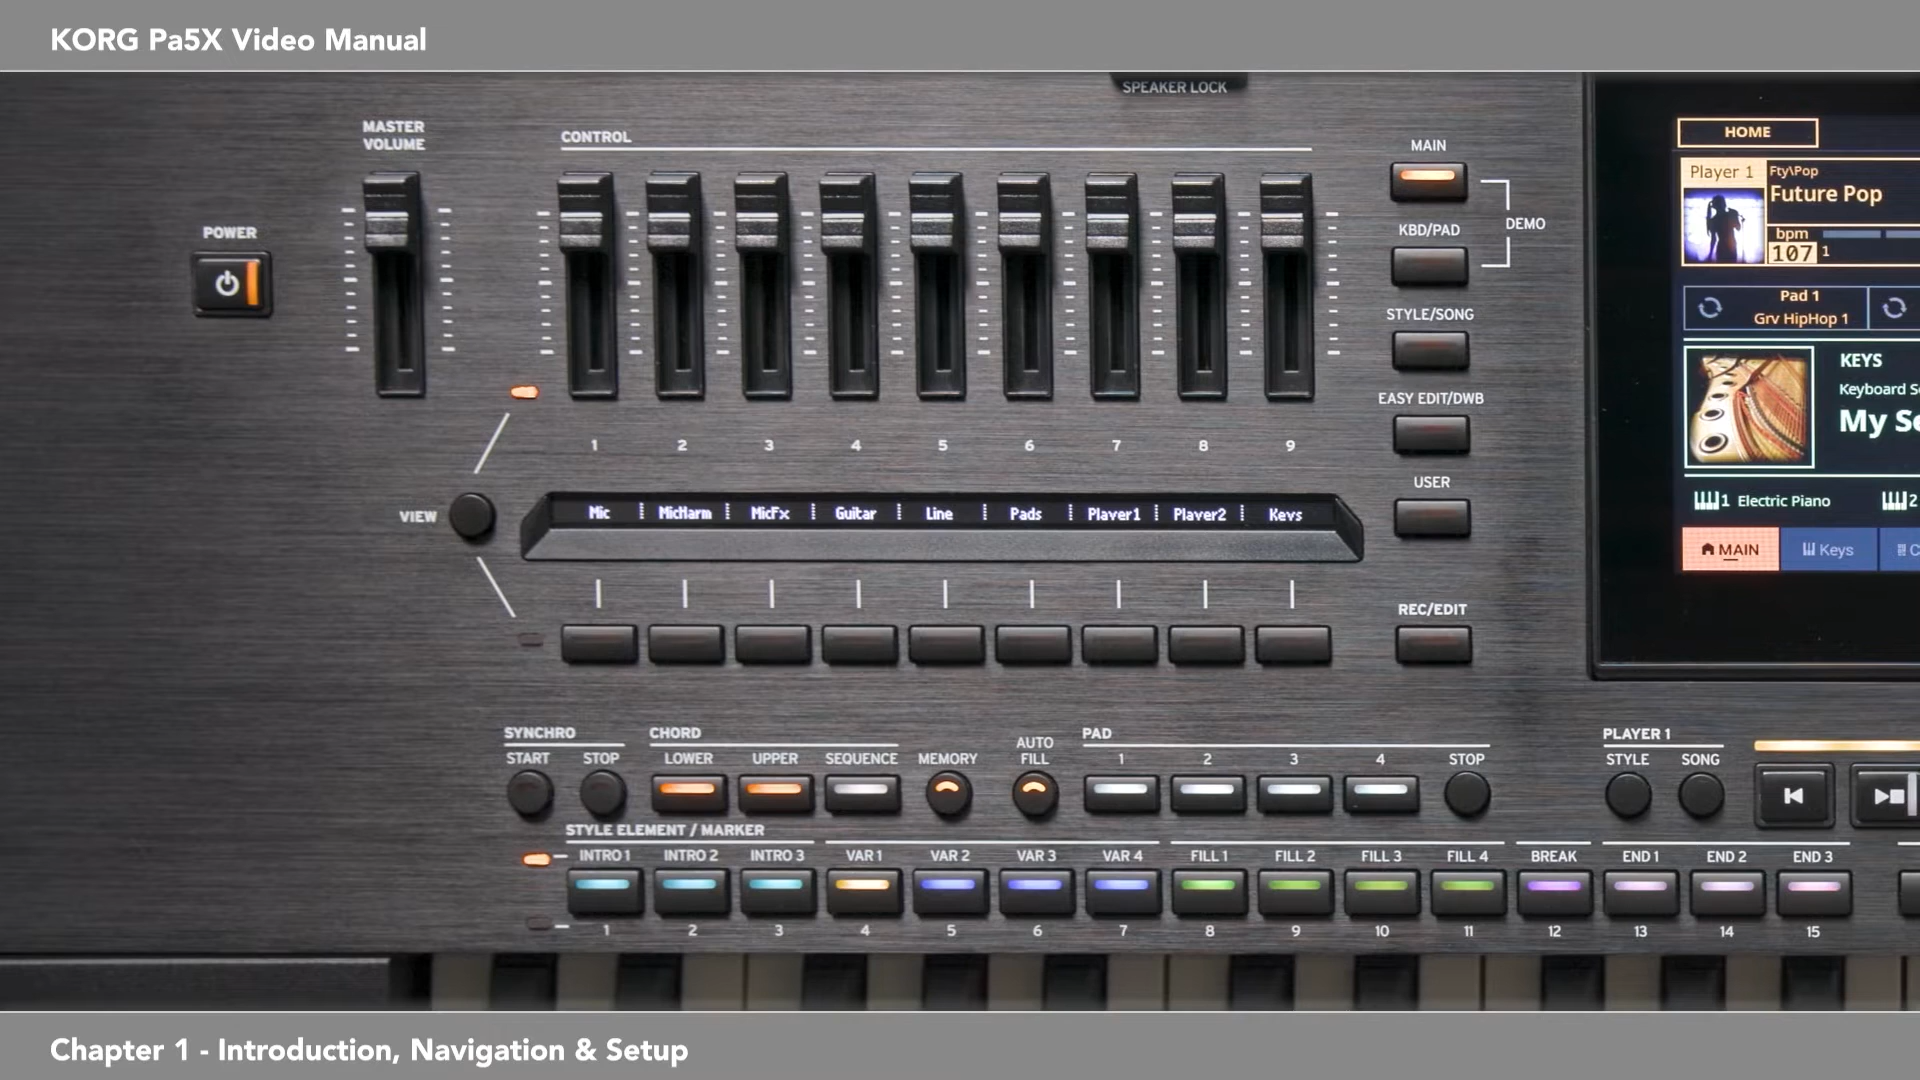 KORG Pa5X Video Manual
SPEAKER LOCK
MASTER
VOLUME
CONTROL
MAIN
HOME
Player 1
Fty\Pop
Future Pop
POWER
KBD/PAD
DEMO
bpm
107 1
Pad 1
Grv HipHop 1
STYLE/SONG
KEYS
Keyboard S
My S
EASY EDIT/DWB
1 2 3 4 5 6 7 8 9
USER
1 Electric Piano 2
VIEW
Mic MicHarm MicFx Guitar Line Pads Player1 Player2 Keys
MAIN Keys
REC/EDIT
SYNCHRO CHORD PAD PLAYER 1
START STOP LOWER UPPER SEQUENCE MEMORY AUTO FILL 1 2 3 4 STOP STYLE SONG
STYLE ELEMENT / MARKER
INTRO 1 INTRO 2 INTRO 3 VAR 1 VAR 2 VAR 3 VAR 4 FILL 1 FILL 2 FILL 3 FILL 4 BREAK END 1 END 2 END 3
1 2 3 4 5 6 7 8 9 10 11 12 13 14 15
Chapter 1 - Introduction, Navigation & Setup